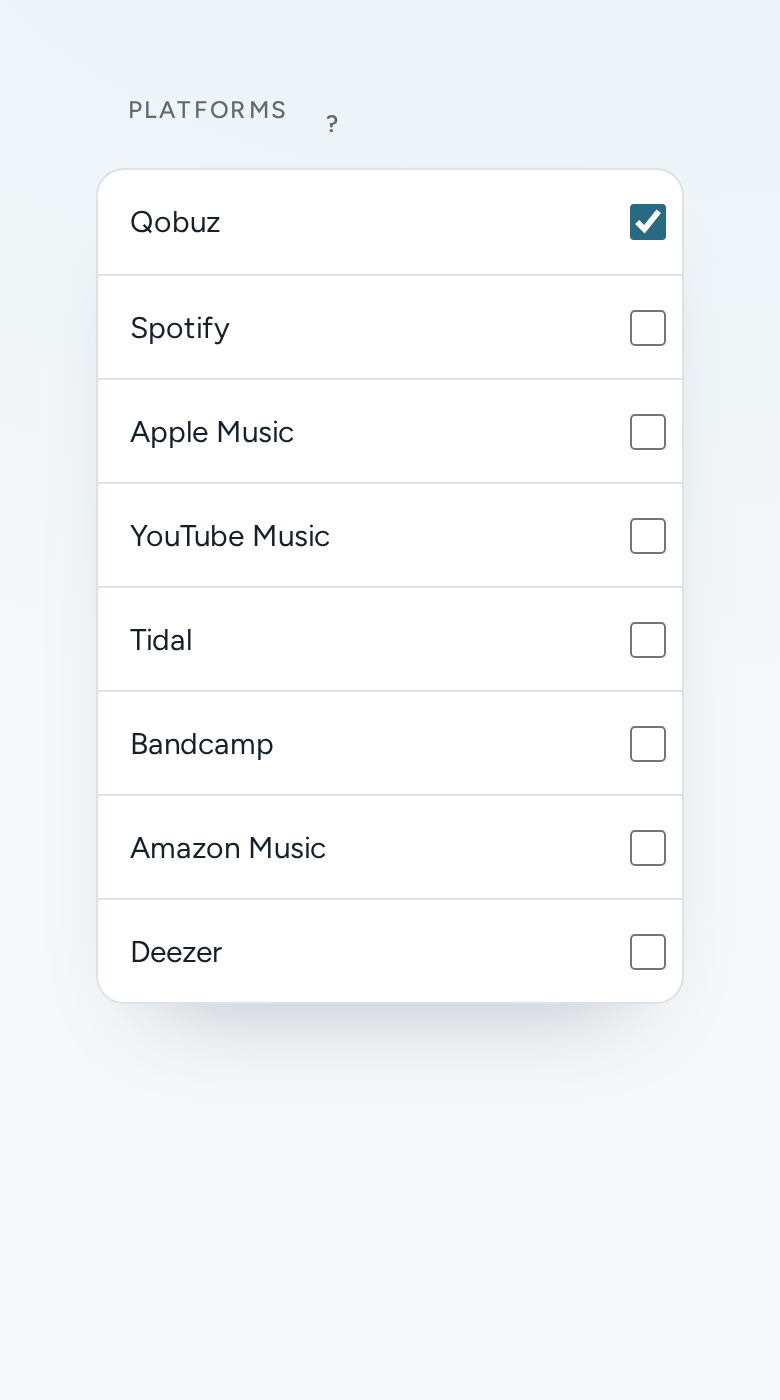 PLATFORMS ?
Qobuz
Spotify
Apple Music
YouTube Music
Tidal
Bandcamp
Amazon Music
Deezer